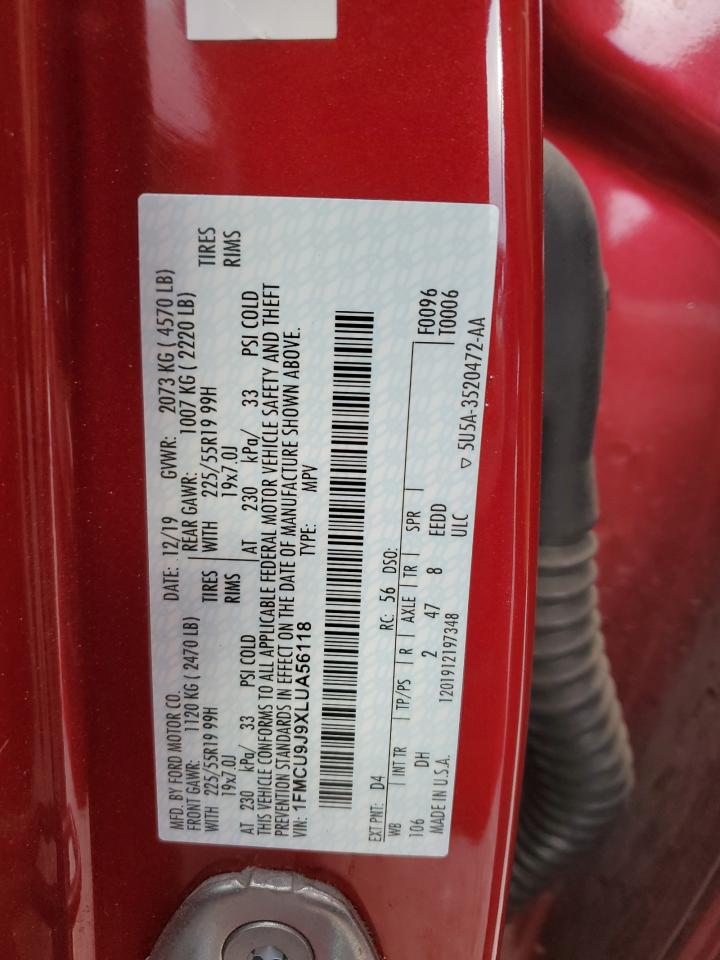 MFD. BY FORD MOTOR CO. DATE: 12/19 GVWR: 2073 KG ( 4570 LB)
FRONT GAWR: 1120 KG ( 2470 LB) REAR GAWR: 1007 KG ( 2220 LB)
WITH 225/55R19 99H TIRES WITH 225/55R19 99H TIRES
19x7.0J RIMS 19x7.0J RIMS
AT 230 kPa/ 33 PSI COLD AT 230 kPa/ 33 PSI COLD
THIS VEHICLE CONFORMS TO ALL APPLICABLE FEDERAL MOTOR VEHICLE SAFETY AND THEFT
PREVENTION STANDARDS IN EFFECT ON THE DATE OF MANUFACTURE SHOWN ABOVE.
VIN: 1FMCU9J9XLUA56118 TYPE: MPV
EXT PNT: D4 RC: 56 DSO: F0096
WB INT TR TP/PS R AXLE TR SPR T0006
106 DH 2 47 8 EEDD
MADE IN U.S.A. 1201912197348 ULC ▽ 5U5A-3520472-AA